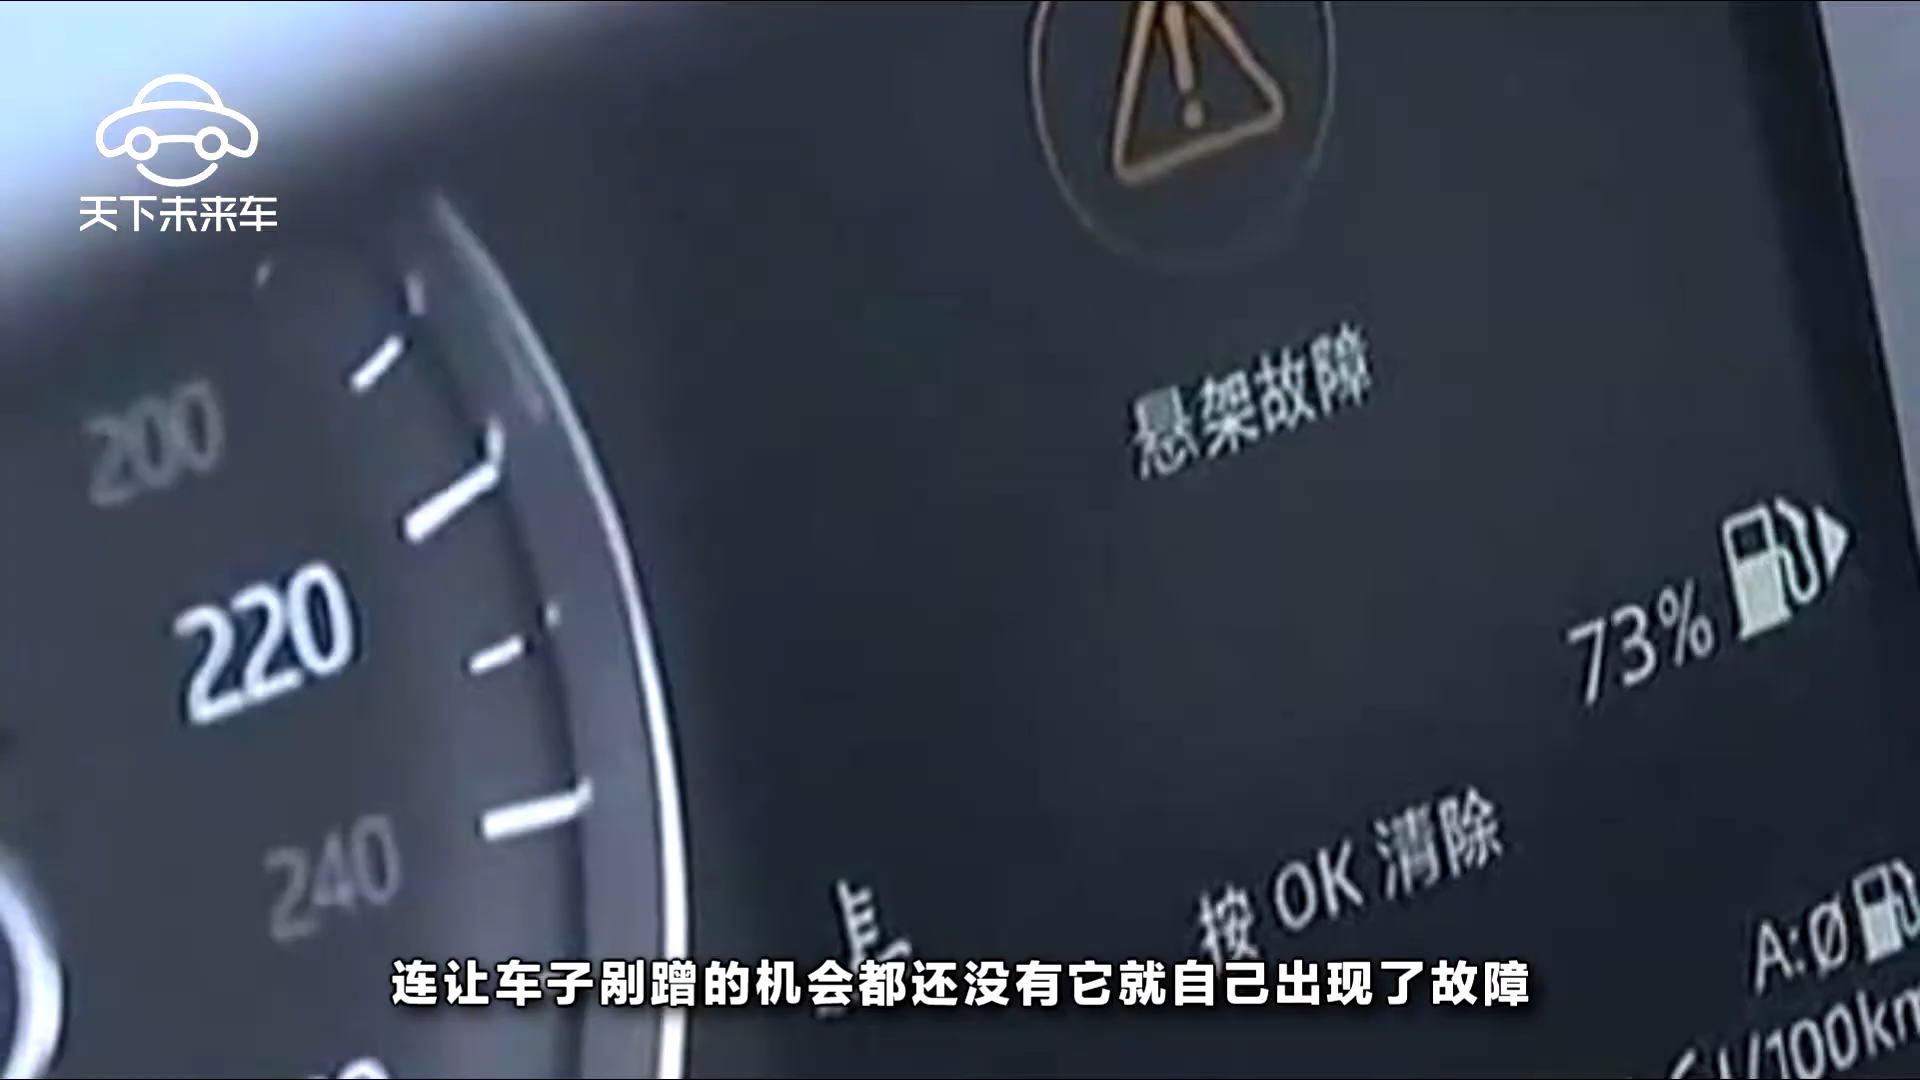 天下未来车
200
悬架故障
220
73%
240
按 OK 清除
A:Ø
连让车子剐蹭的机会都还没有它就自己出现了故障
/100km